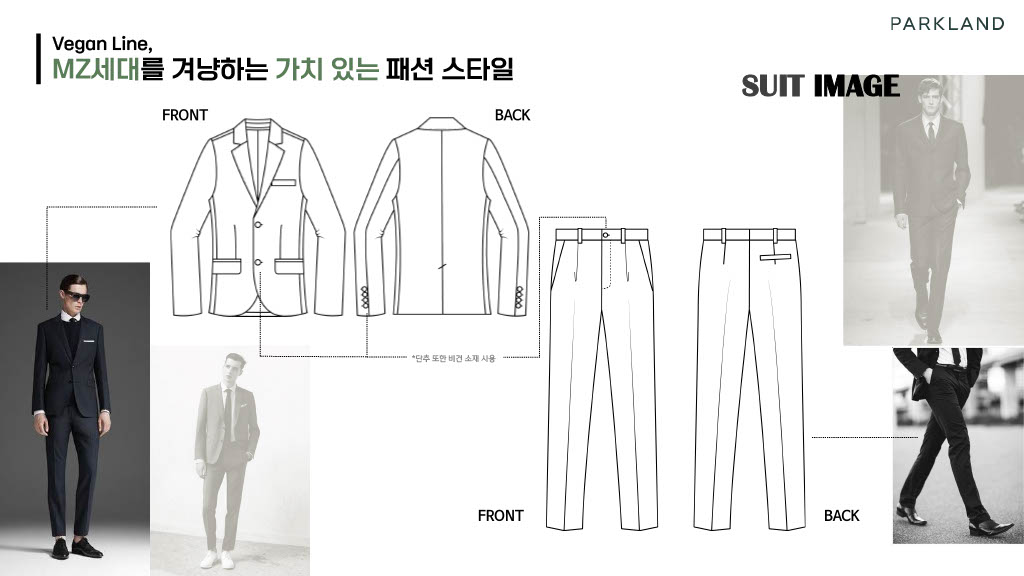 PARKLAND
Vegan Line,
MZ세대를 겨냥하는 가치 있는 패션 스타일
SUIT IMAGE
FRONT
BACK
*단추 또한 비건 소재 사용
FRONT
BACK